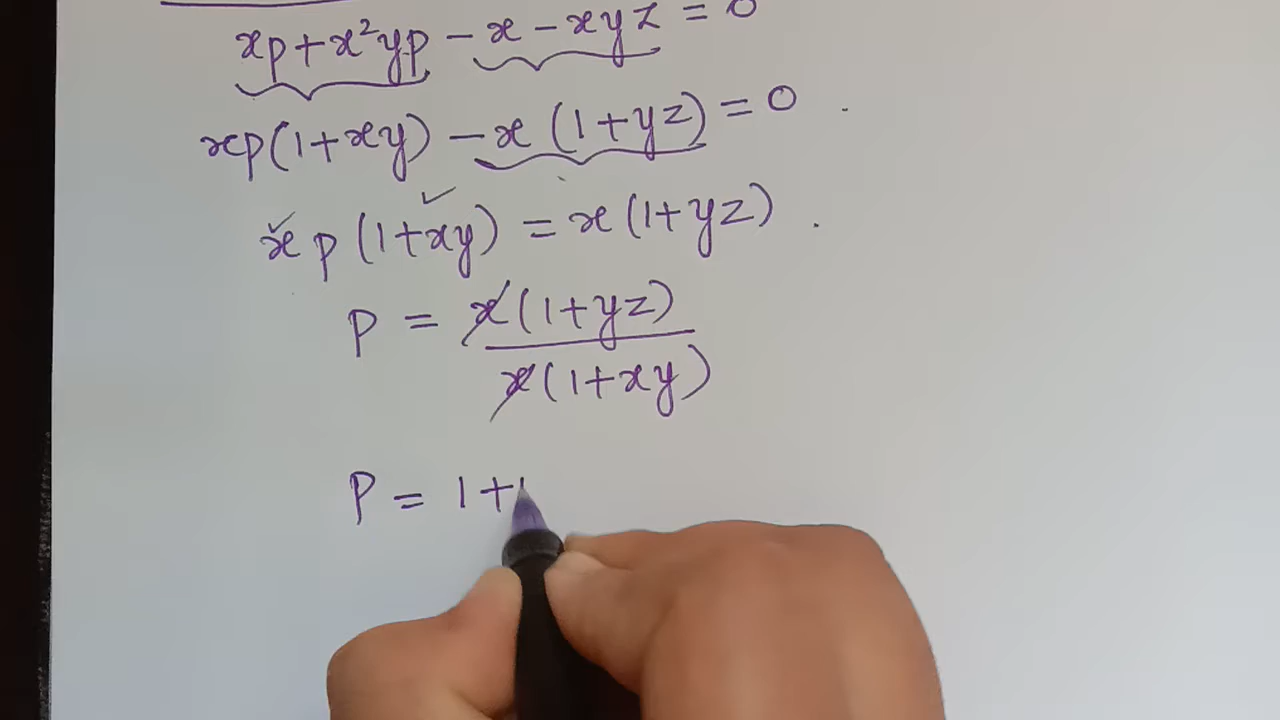 xp + x²yp - x - xyz = 0
xp(1+xy) - x(1+yz) = 0 .
xp(1+xy) = x(1+yz) .
P = x(1+yz)
x(1+xy)
P = 1+